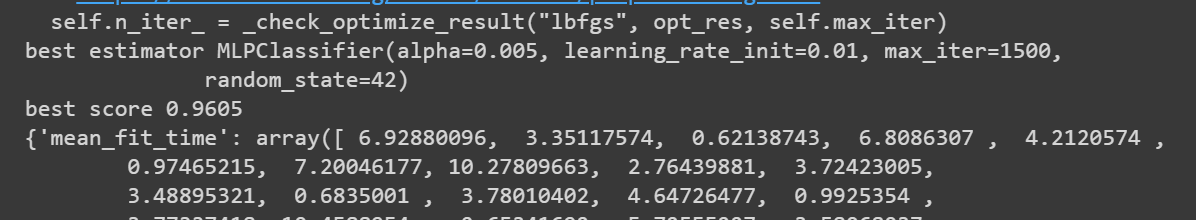 self.n_iter_ = _check_optimize_result("lbfgs", opt_res, self.max_iter)
best estimator MLPClassifier(alpha=0.005, learning_rate_init=0.01, max_iter=1500,
random_state=42)
best score 0.9605
{'mean_fit_time': array([ 6.92880096,  3.35117574,  0.62138743,  6.8086307 ,  4.2120574 ,
0.97465215,  7.20046177, 10.27809663,  2.76439881,  3.72423005,
3.48895321,  0.6835001 ,  3.78010402,  4.64726477,  0.9925354 ,